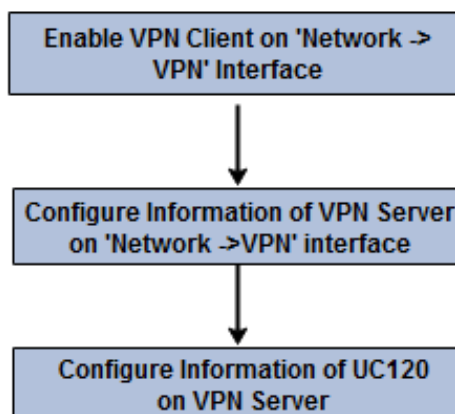 Enable VPN Client on 'Network ->
VPN' Interface
Configure Information of VPN Server
on 'Network ->VPN' interface
Configure Information of UC120
on VPN Server